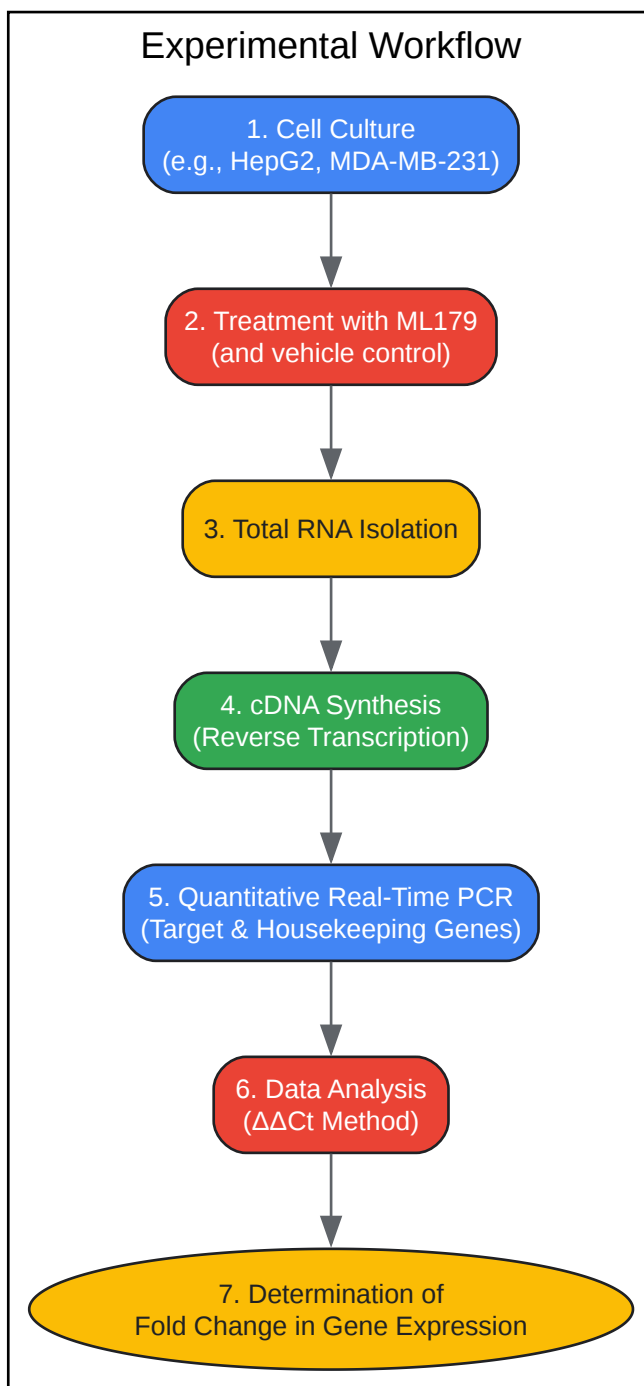 Experimental Workflow
1. Cell Culture
(e.g., HepG2, MDA-MB-231)
2. Treatment with ML179
(and vehicle control)
3. Total RNA Isolation
4. cDNA Synthesis
(Reverse Transcription)
5. Quantitative Real-Time PCR
(Target & Housekeeping Genes)
6. Data Analysis
(ΔΔCt Method)
7. Determination of
Fold Change in Gene Expression